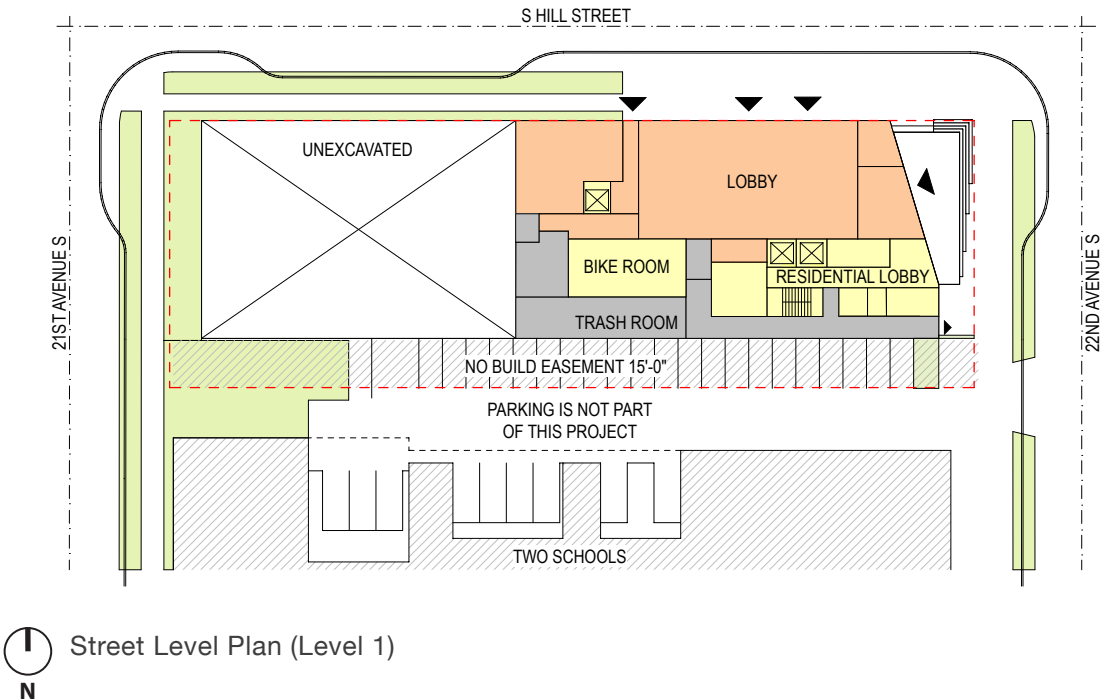 S HILL STREET
UNEXCAVATED
LOBBY
BIKE ROOM
RESIDENTIAL LOBBY
TRASH ROOM
21ST AVENUE S
22ND AVENUE S
NO BUILD EASEMENT 15'-0"
PARKING IS NOT PART
OF THIS PROJECT
TWO SCHOOLS
Street Level Plan (Level 1)
N